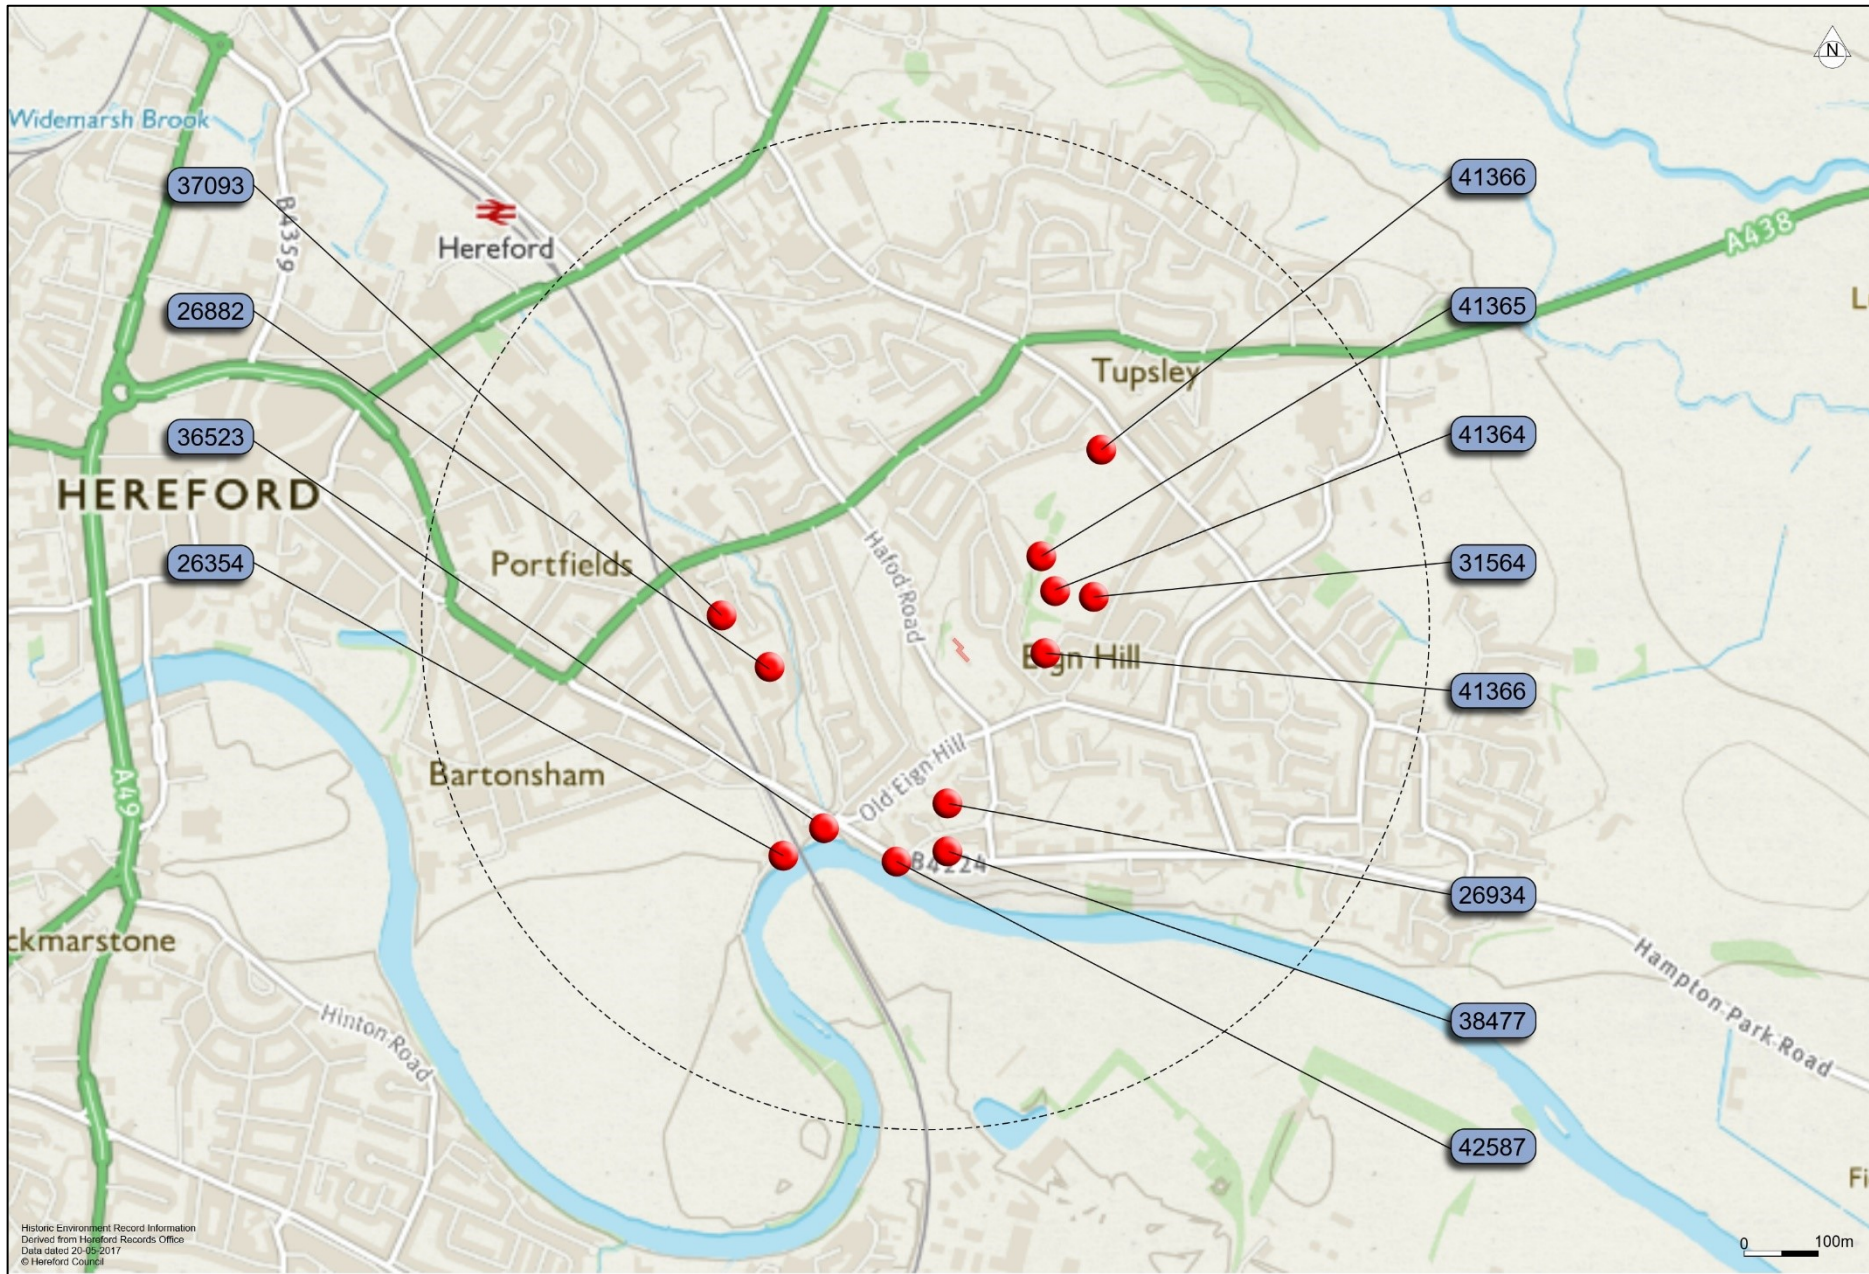 N
Widemarsh Brook
37093
41366
B4359
Hereford
A438
26882
41365
Tupsley
36523
41364
HEREFORD
Portfields
Hafod Road
26354
31564
Eign Hill
41366
A49
Bartonsham
Old Eign Hill
B4224
26934
ckmarstone
Hampton Park Road
Hinton Road
38477
42587
Fi
L
Historic Environment Record Information
Derived from Hereford Records Office
Data dated 20-05-2017
© Hereford Council
0 100m